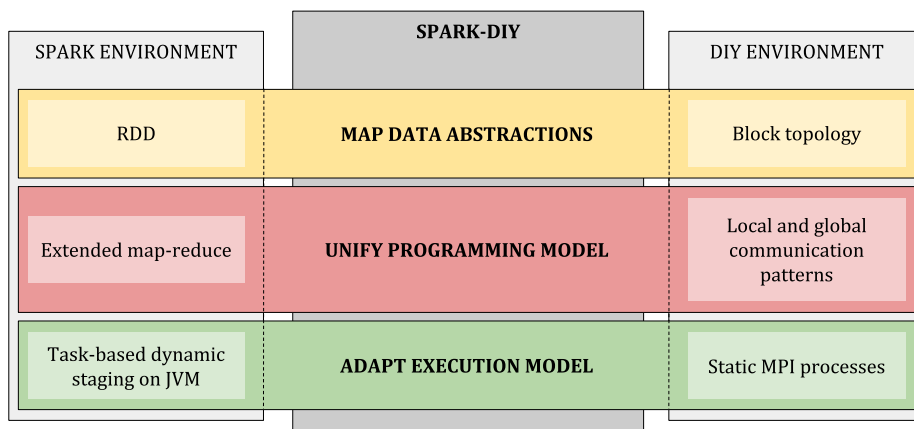 SPARK-DIY
SPARK ENVIRONMENT
DIY ENVIRONMENT
RDD
MAP DATA ABSTRACTIONS
Block topology
Extended map-reduce
UNIFY PROGRAMMING MODEL
Local and global
communication
patterns
Task-based dynamic
staging on JVM
ADAPT EXECUTION MODEL
Static MPI processes